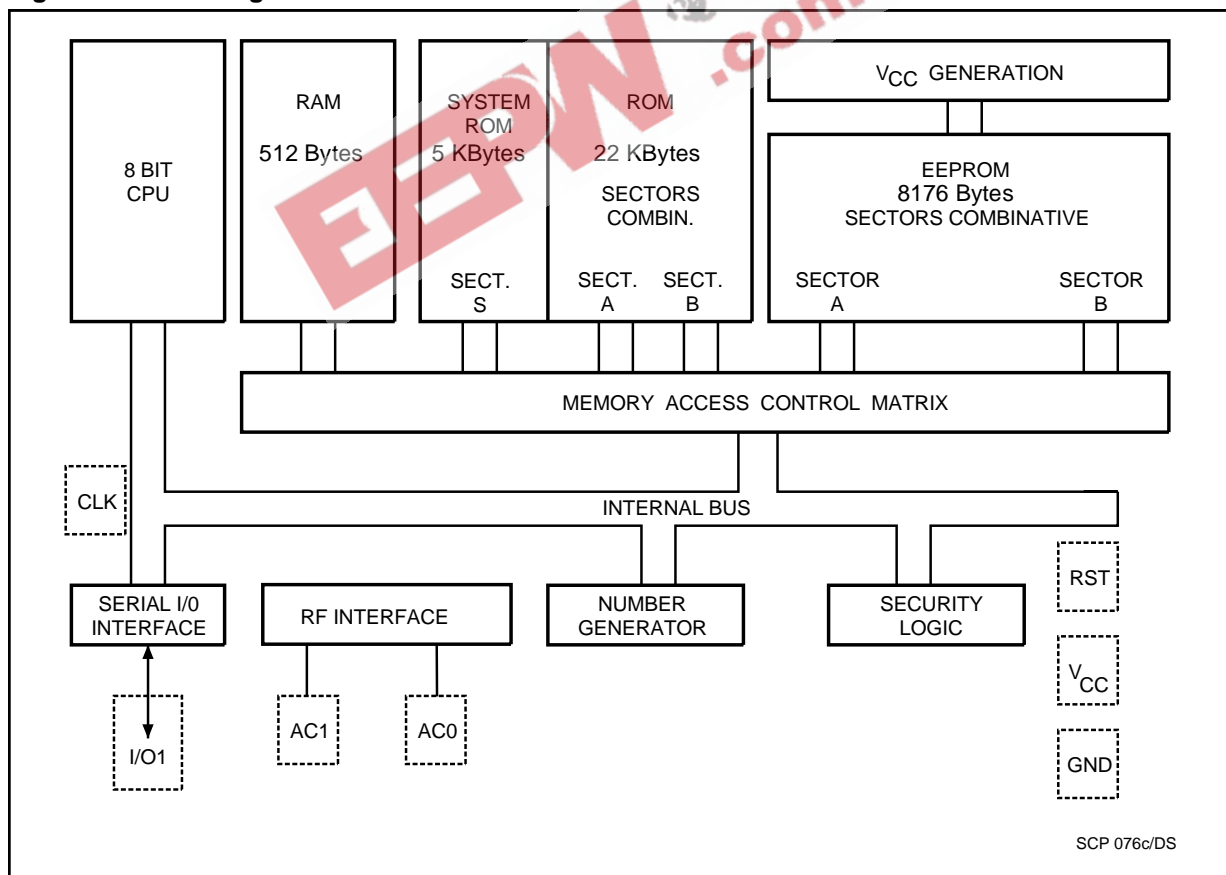 EEPW
.com
8 BIT
CPU
RAM
512 Bytes
SYSTEM
ROM
5 KBytes
SECT.
S
ROM
22 KBytes
SECTORS
COMBIN.
SECT.
A
SECT.
B
VCC GENERATION
EEPROM
8176 Bytes
SECTORS COMBINATIVE
SECTOR
A
SECTOR
B
MEMORY ACCESS CONTROL MATRIX
CLK
INTERNAL BUS
SERIAL I/0
INTERFACE
RF INTERFACE
NUMBER
GENERATOR
SECURITY
LOGIC
RST
VCC
GND
I/O1
AC1
AC0
SCP 076c/DS